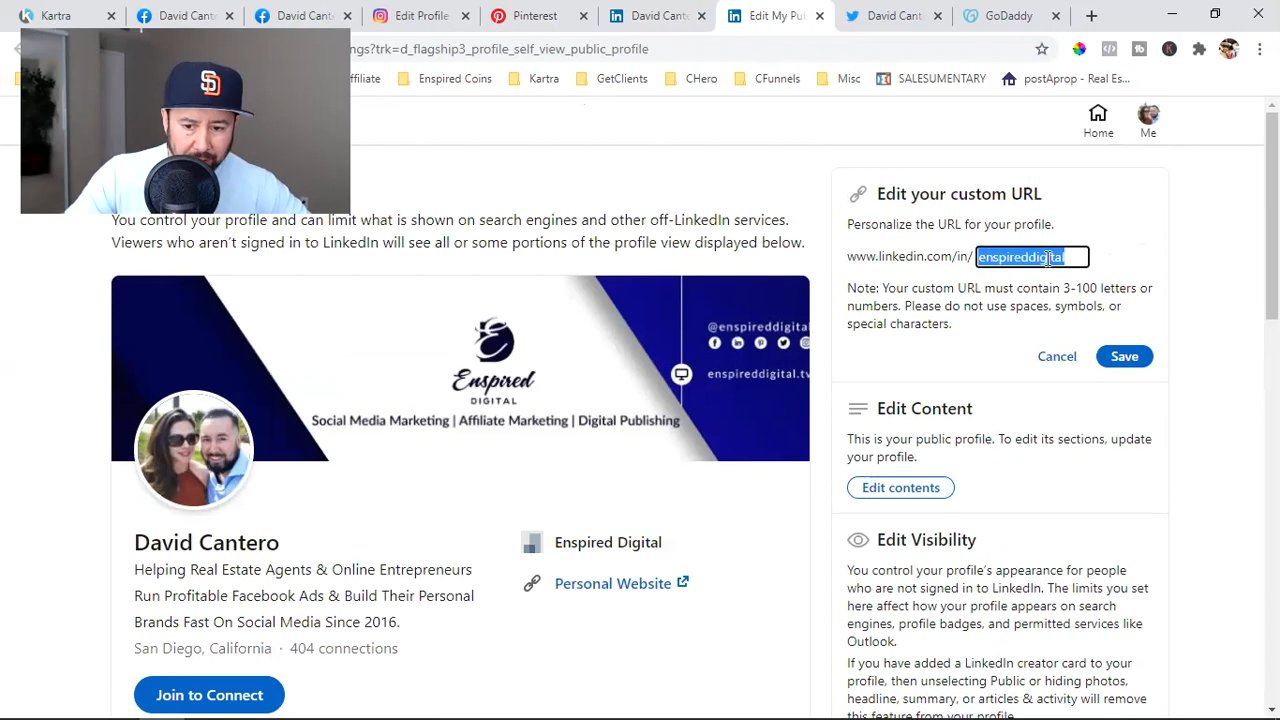 Kartra
David Cant
David Cante
Edit Profile
Pinterest
David Canta
Edit My Pu
David Cant
GoDaddy
ngs?trk=d_flagship3_profile_self_view_public_profile
ffiliate
Enspired Coins
Kartra
GetClients
CHero
CFunnels
Misc
SALESUMENTARY
postAprop - Real Es...
Home
Me
You control your profile and can limit what is shown on search engines and other off-LinkedIn services.
Viewers who aren't signed in to LinkedIn will see all or some portions of the profile view displayed below.
@enspireddigital
enspireddigital.tv
Enspired
DIGITAL
Social Media Marketing | Affiliate Marketing | Digital Publishing
David Cantero
Helping Real Estate Agents & Online Entrepreneurs
Run Profitable Facebook Ads & Build Their Personal
Brands Fast On Social Media Since 2016.
San Diego, California · 404 connections
Join to Connect
Enspired Digital
Personal Website
Edit your custom URL
Personalize the URL for your profile.
www.linkedin.com/in/ enspireddigital
Note: Your custom URL must contain 3-100 letters or
numbers. Please do not use spaces, symbols, or
special characters.
Cancel
Save
Edit Content
This is your public profile. To edit its sections, update
your profile.
Edit contents
Edit Visibility
You control your profile's appearance for people
who are not signed in to LinkedIn. The limits you
set here affect how your profile appears on search
engines, profile badges, and permitted services like
Outlook.
If you have added a LinkedIn creator card to your
profile, then unselecting Public or hiding photos,
headline, summary, or articles & activity will remove
this feature from your profile.